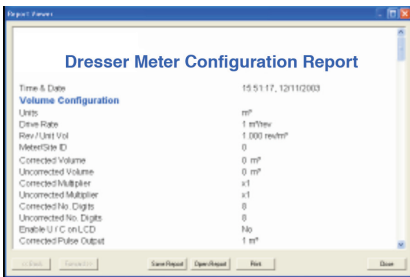 Report Viewer
Dresser Meter Configuration Report
Time & Date 15:51:17, 12/11/2003
Volume Configuration
Units m³
Drive Rate 1 m³/rev
Rev / Unit Vol 1.000 rev/m³
Meter/Site ID 0
Corrected Volume 0 m³
Uncorrected Volume 0 m³
Corrected Multiplier x1
Uncorrected Multiplier x1
Corrected No. Digits 8
Uncorrected No. Digits 8
Enable U / C on LCD No
Corrected Pulse Output 1 m³
Save Report Open Report Print Close